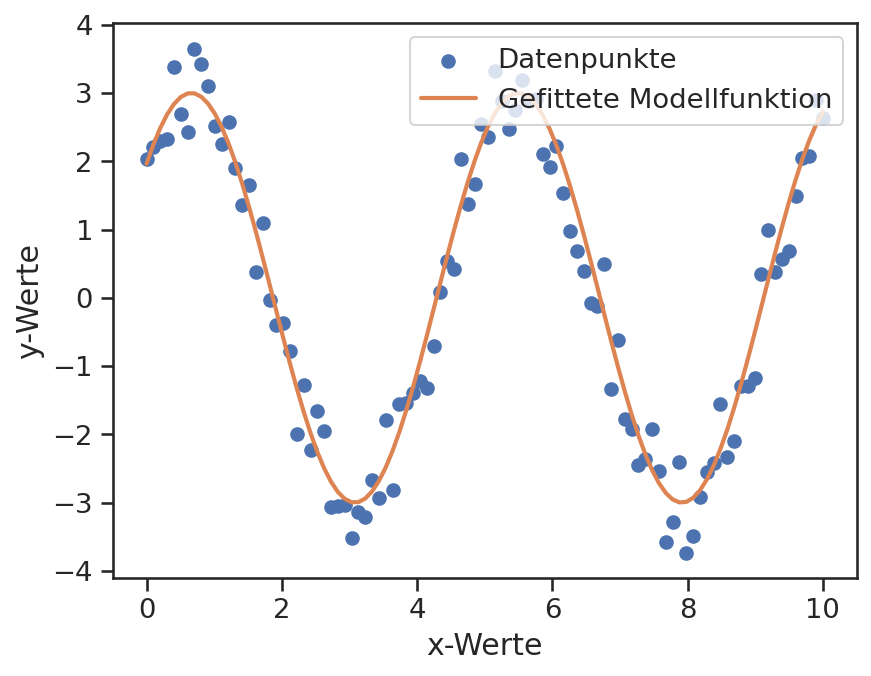 Datenpunkte
Gefittete Modellfunktion
4
3
2
1
0
−1
−2
−3
−4
y-Werte
0 2 4 6 8 10
x-Werte